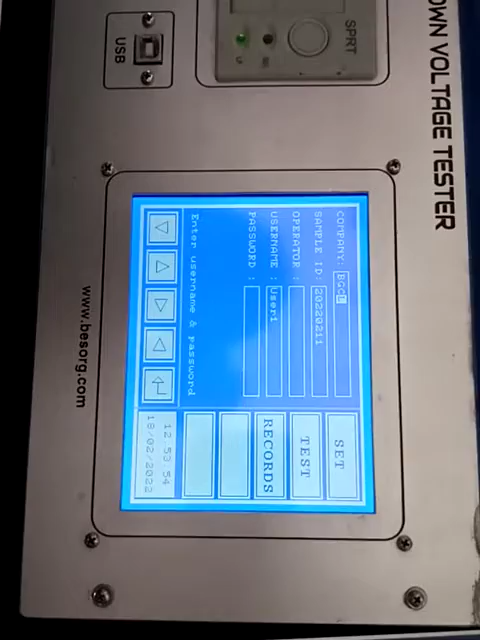 OWN VOLTAGE TESTER
SPRT
USB
COMPANY: BGCL
SAMPLE ID: 20220211
OPERATOR :
USERNAME : User1
PASSWORD :
Enter username & password
SET
TEST
RECORDS
12:53:54
18/02/2022
www.besorg.com